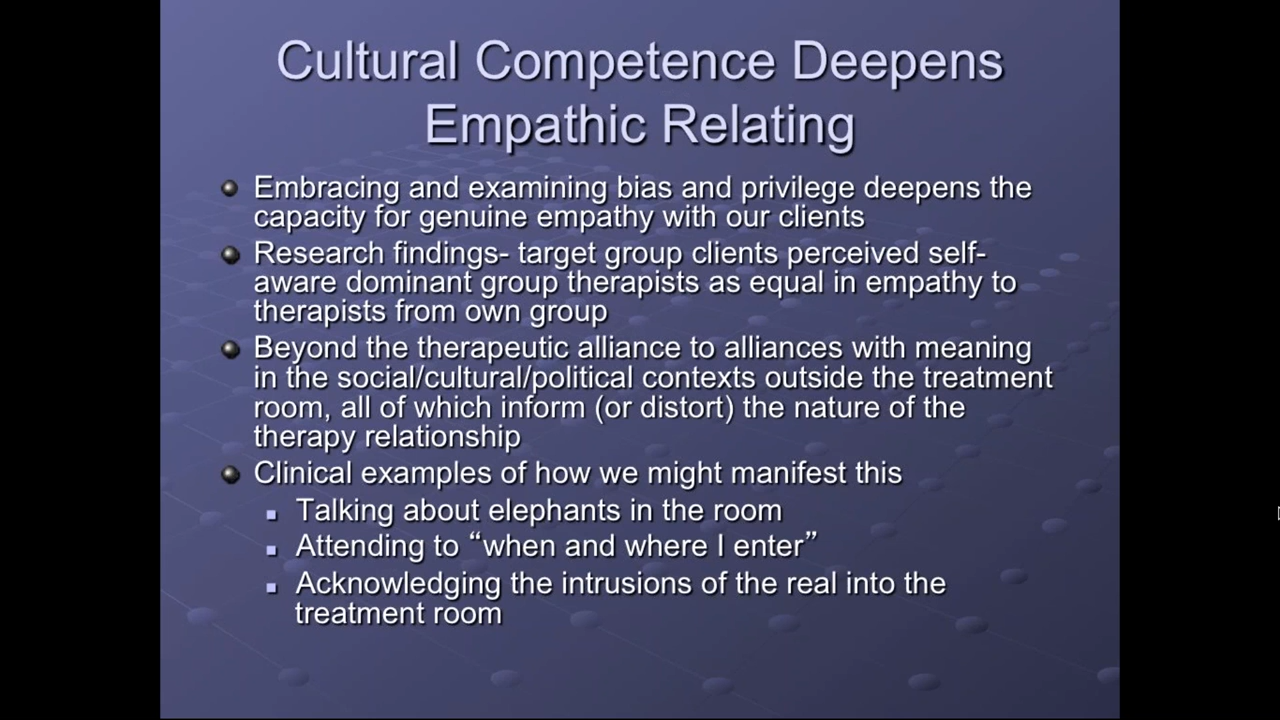 Cultural Competence Deepens
Empathic Relating
Embracing and examining bias and privilege deepens the
capacity for genuine empathy with our clients
Research findings- target group clients perceived self-
aware dominant group therapists as equal in empathy to
therapists from own group
Beyond the therapeutic alliance to alliances with meaning
in the social/cultural/political contexts outside the treatment
room, all of which inform (or distort) the nature of the
therapy relationship
Clinical examples of how we might manifest this
Talking about elephants in the room
Attending to “when and where I enter”
Acknowledging the intrusions of the real into the
treatment room